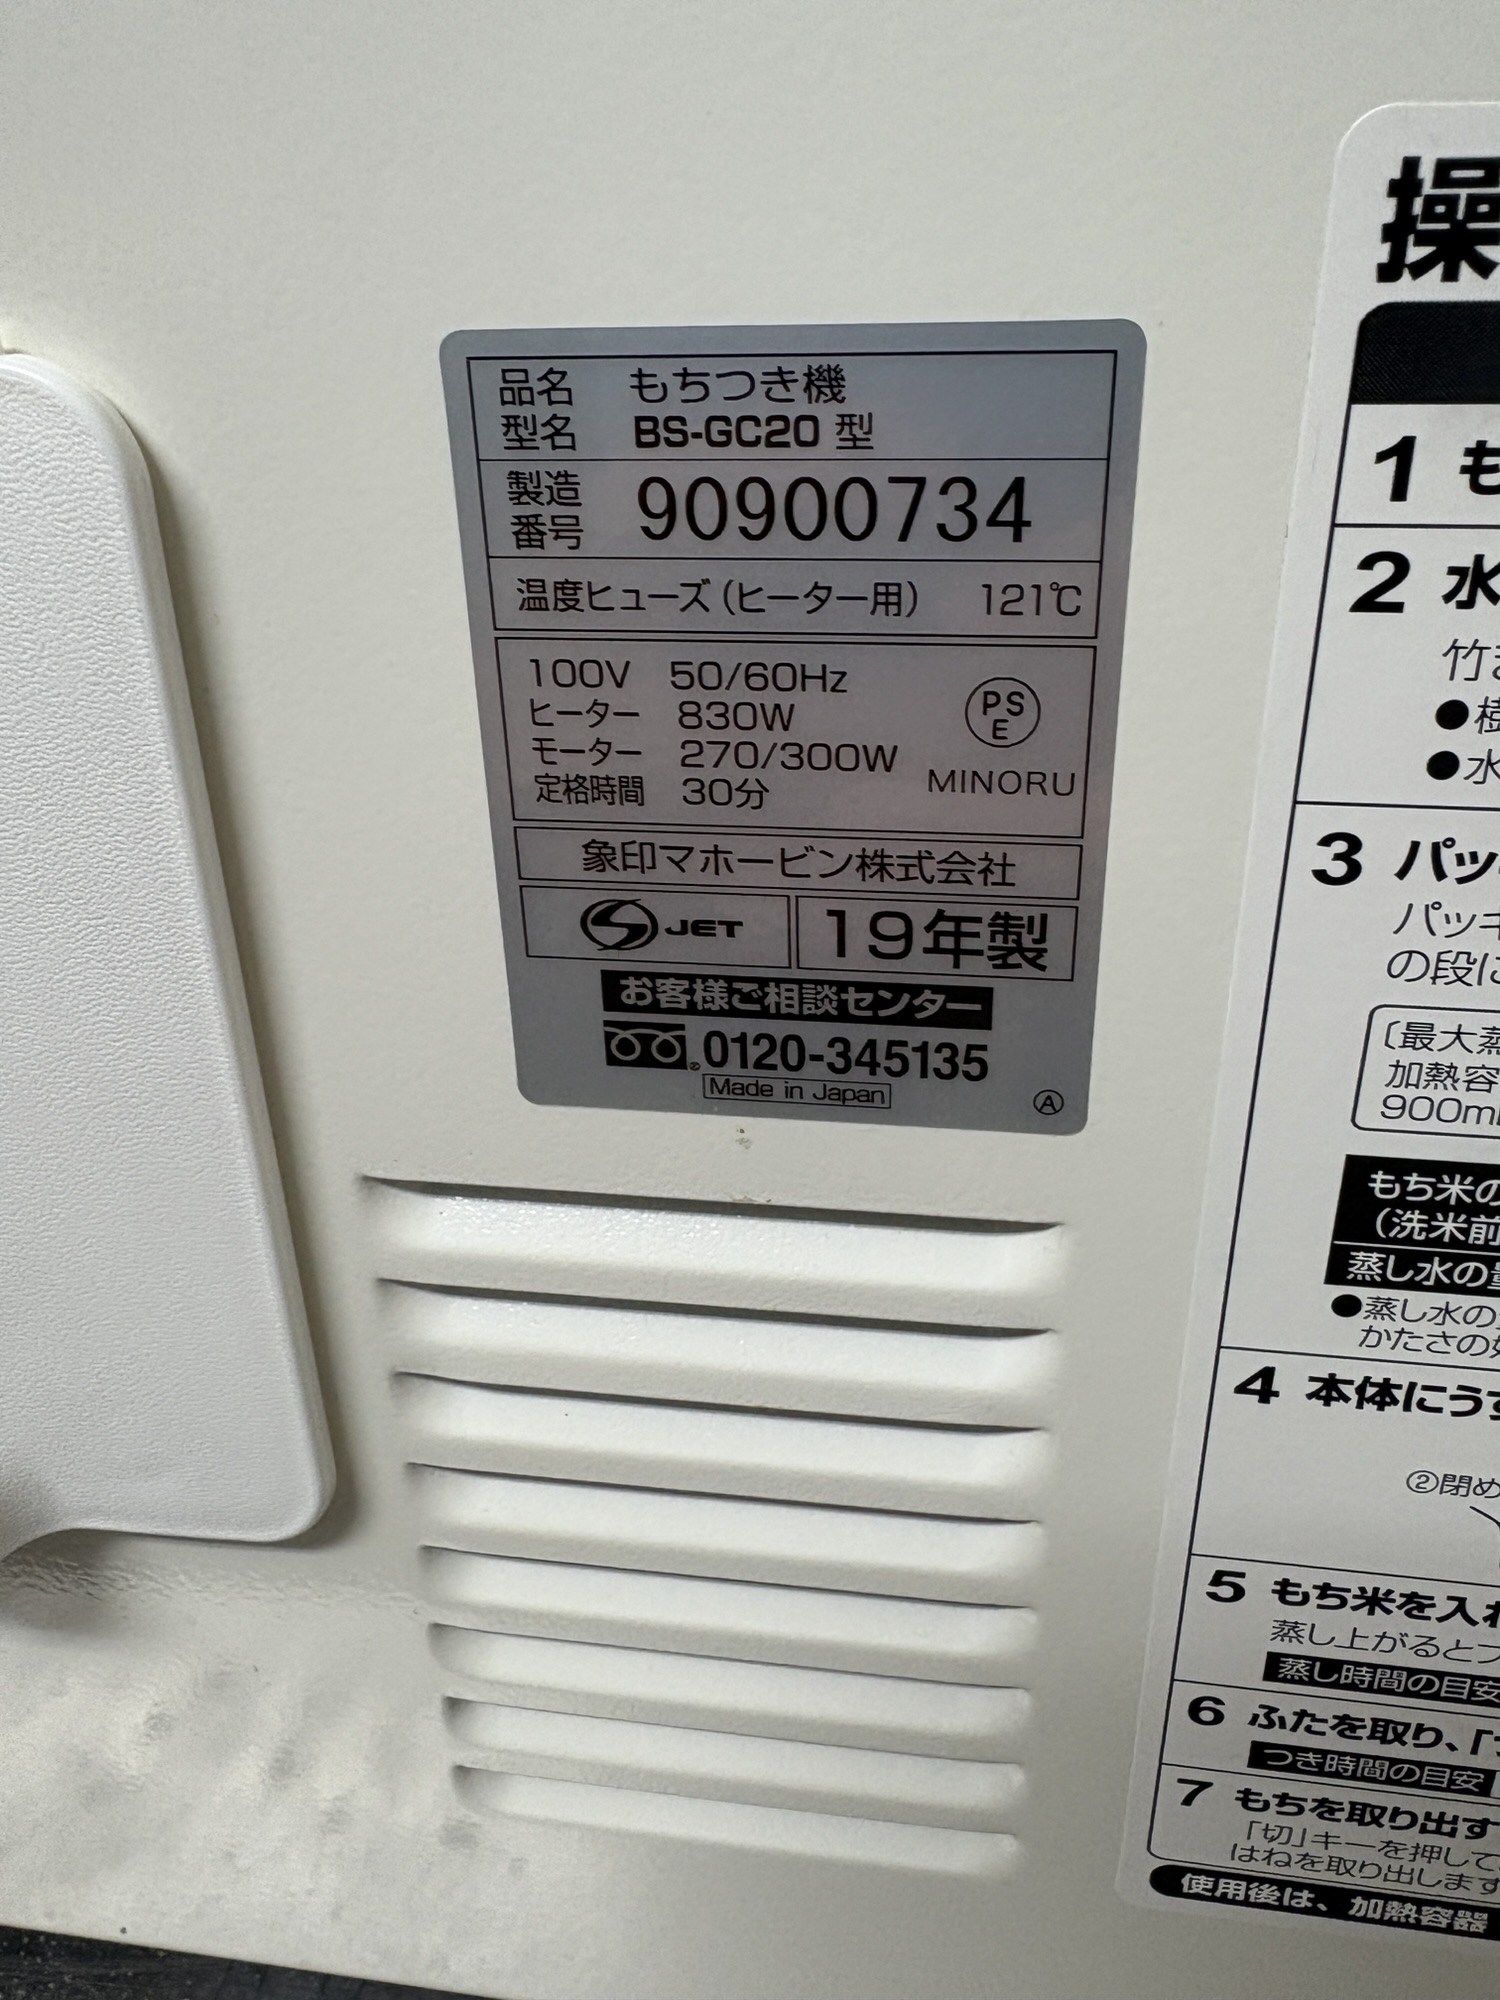 品名 もちつき機
型名 BS-GC20 型
製造番号 90900734
温度ヒューズ（ヒーター用） 121℃
100V 50/60Hz
ヒーター 830W
モーター 270/300W
定格時間 30分
PS
E
MINORU
象印マホービン株式会社
JET
19年製
お客様ご相談センター
0120-345135
Made in Japan
Ⓐ
操
1 も
2 水
竹
●
●水
3 パッ
パッキ
の段に
〔最大蒸
加熱容
900ml
もち米の
（洗米前
蒸し水の
●蒸し水の
かたさの
4 本体にうす
②閉め
5 もち米を入れ
蒸し上がると
蒸し時間の目安
6 ふたを取り、「
つき時間の目安
7 もちを取り出す
「切」キーを押して
はねを取り出します
使用後は、加熱容器